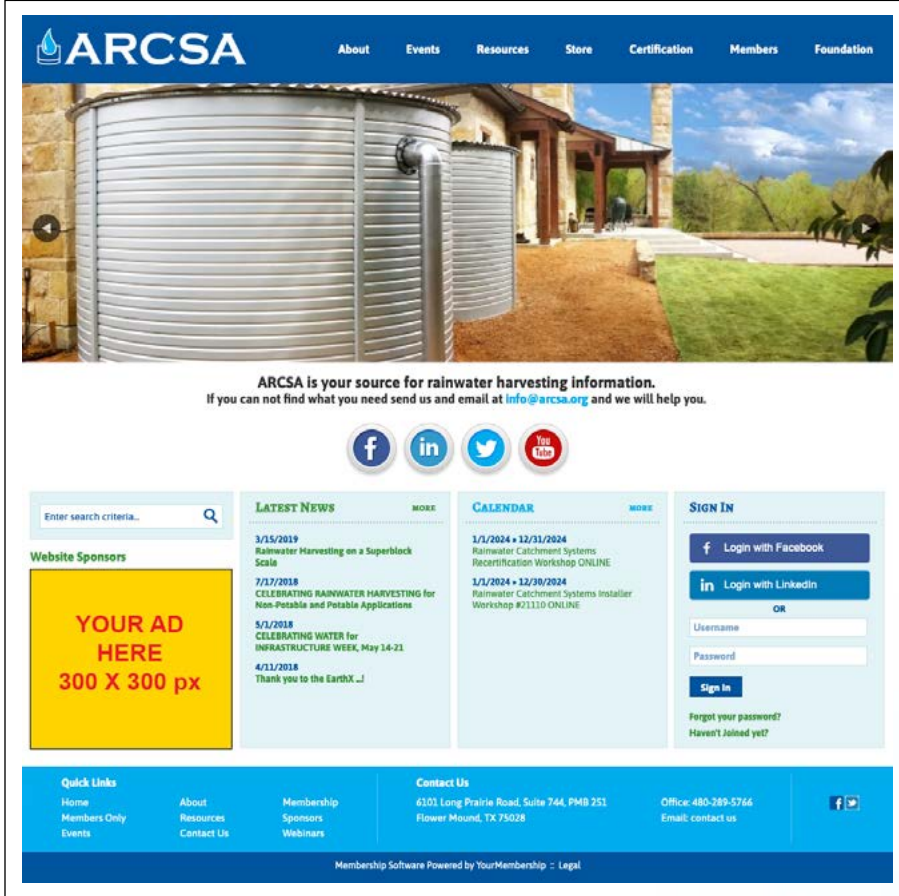 ARCSA
About Events Resources Store Certification Members Foundation
ARCSA is your source for rainwater harvesting information.
If you can not find what you need send us and email at info@arcsa.org and we will help you.
f in You Tube
Enter search criteria...
Website Sponsors
YOUR AD
HERE
300 X 300 px
LATEST NEWS MORE
3/15/2019
Rainwater Harvesting on a Superblock
Scale
7/17/2018
CELEBRATING RAINWATER HARVESTING for
Non-Potable and Potable Applications
5/1/2018
CELEBRATING WATER for
INFRASTRUCTURE WEEK, May 14-21
4/11/2018
Thank you to the EarthX ...!
CALENDAR MORE
1/1/2024 » 12/31/2024
Rainwater Catchment Systems
Recertification Workshop ONLINE
1/1/2024 » 12/30/2024
Rainwater Catchment Systems Installer
Workshop #21110 ONLINE
SIGN IN
f Login with Facebook
in Login with LinkedIn
OR
Username
Password
Sign In
Forgot your password?
Haven't Joined yet?
Quick Links
Home About Membership
Members Only Resources Sponsors
Events Contact Us Webinars
Contact Us
6101 Long Prairie Road, Suite 744, PMB 251
Flower Mound, TX 75028
Office: 480-289-5766
Email: contact us
f
Membership Software Powered by YourMembership :: Legal